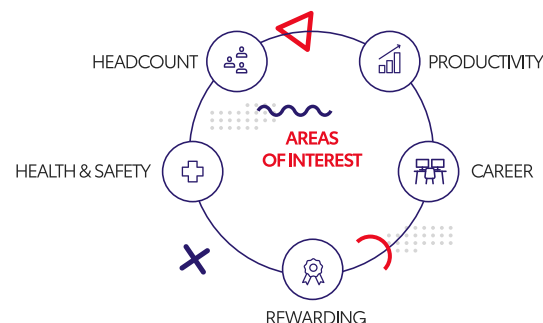 HEADCOUNT
PRODUCTIVITY
AREAS
OF INTEREST
HEALTH & SAFETY
CAREER
REWARDING